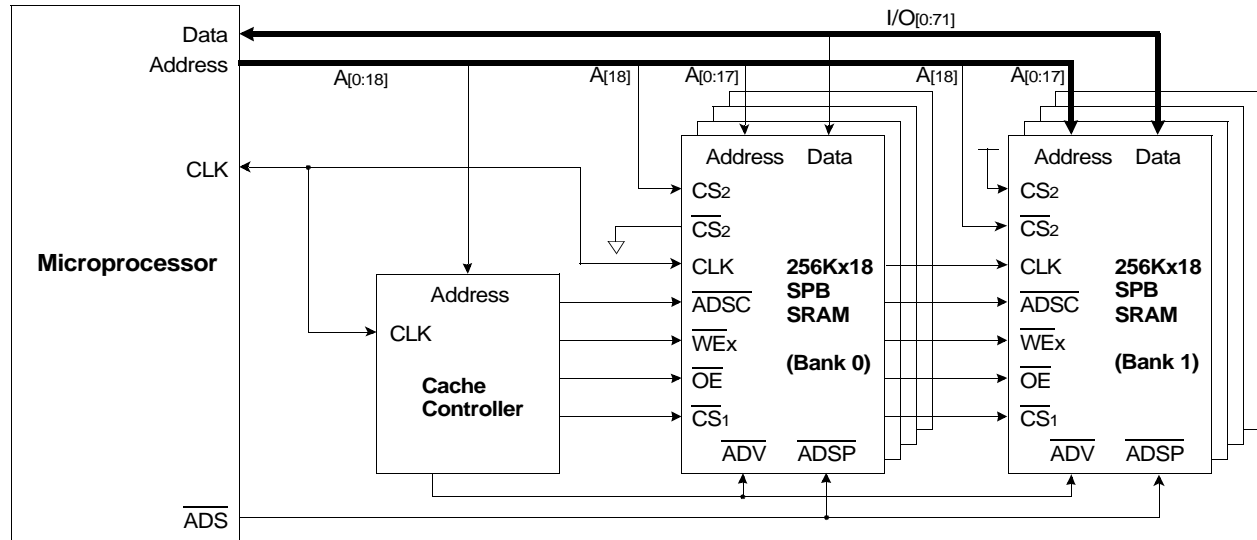 I/O[0:71]
Data
Address
A[0:18]
A[18]
A[0:17]
A[18]
A[0:17]
CLK
Microprocessor
ADS
Address
CLK
Cache
Controller
Address Data
CS2
CS2
CLK
ADSC
WEx
OE
CS1
ADV ADSP
256Kx18
SPB
SRAM
(Bank 0)
Address Data
CS2
CS2
CLK
ADSC
WEx
OE
CS1
ADV ADSP
256Kx18
SPB
SRAM
(Bank 1)